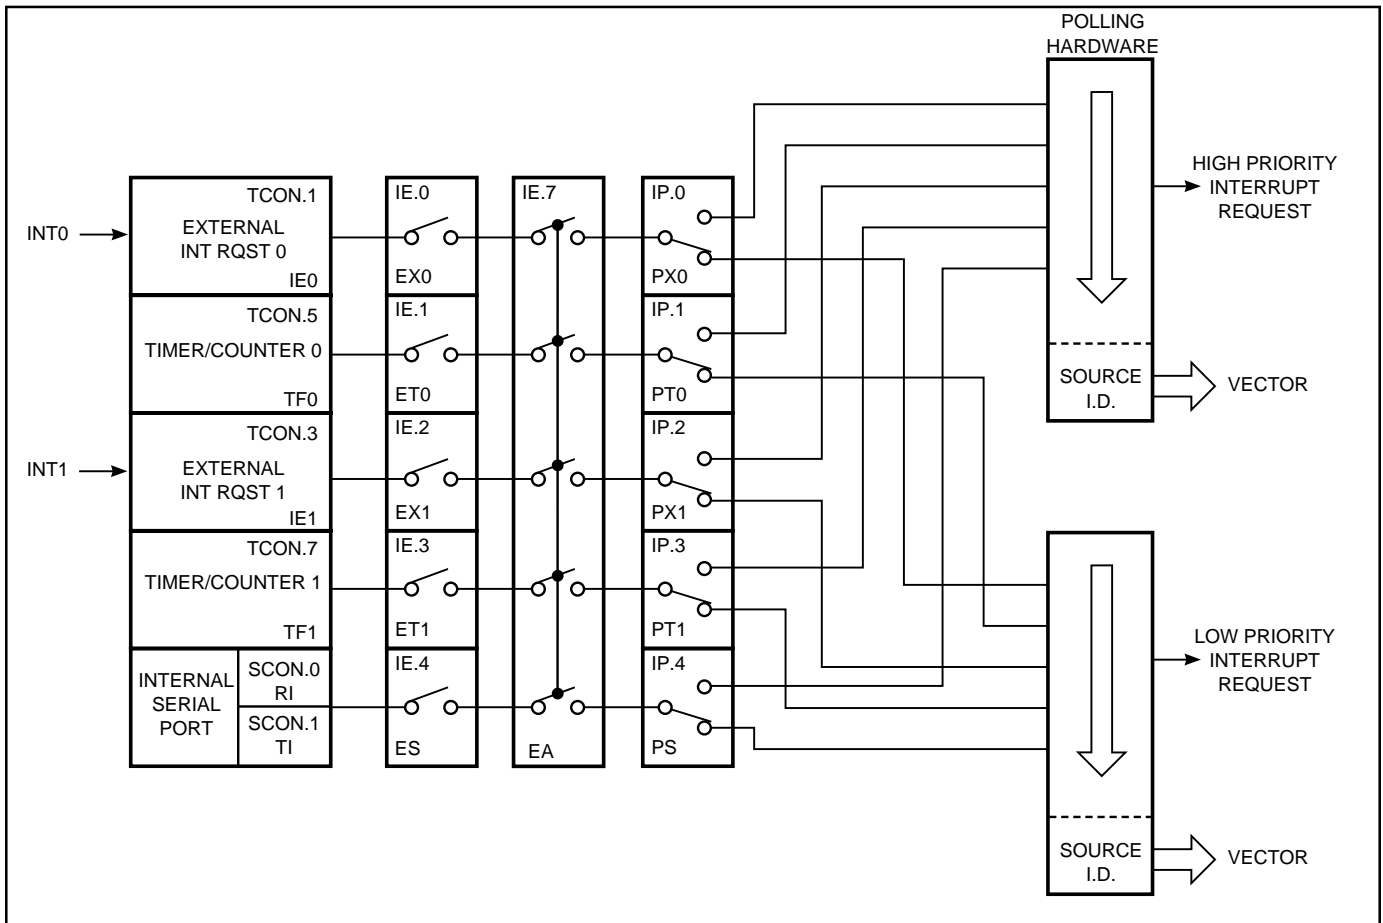 POLLING
HARDWARE
HIGH PRIORITY
INTERRUPT
REQUEST
SOURCE
I.D.
VECTOR
INT0
TCON.1
EXTERNAL
INT RQST 0
IE0
IE.0
EX0
IE.7
IP.0
PX0
TCON.5
TIMER/COUNTER 0
TF0
IE.1
ET0
IP.1
PT0
INT1
TCON.3
EXTERNAL
INT RQST 1
IE1
IE.2
EX1
IP.2
PX1
TCON.7
TIMER/COUNTER 1
TF1
IE.3
ET1
IP.3
PT1
INTERNAL
SERIAL
PORT
SCON.0
RI
SCON.1
TI
IE.4
ES
EA
IP.4
PS
LOW PRIORITY
INTERRUPT
REQUEST
SOURCE
I.D.
VECTOR